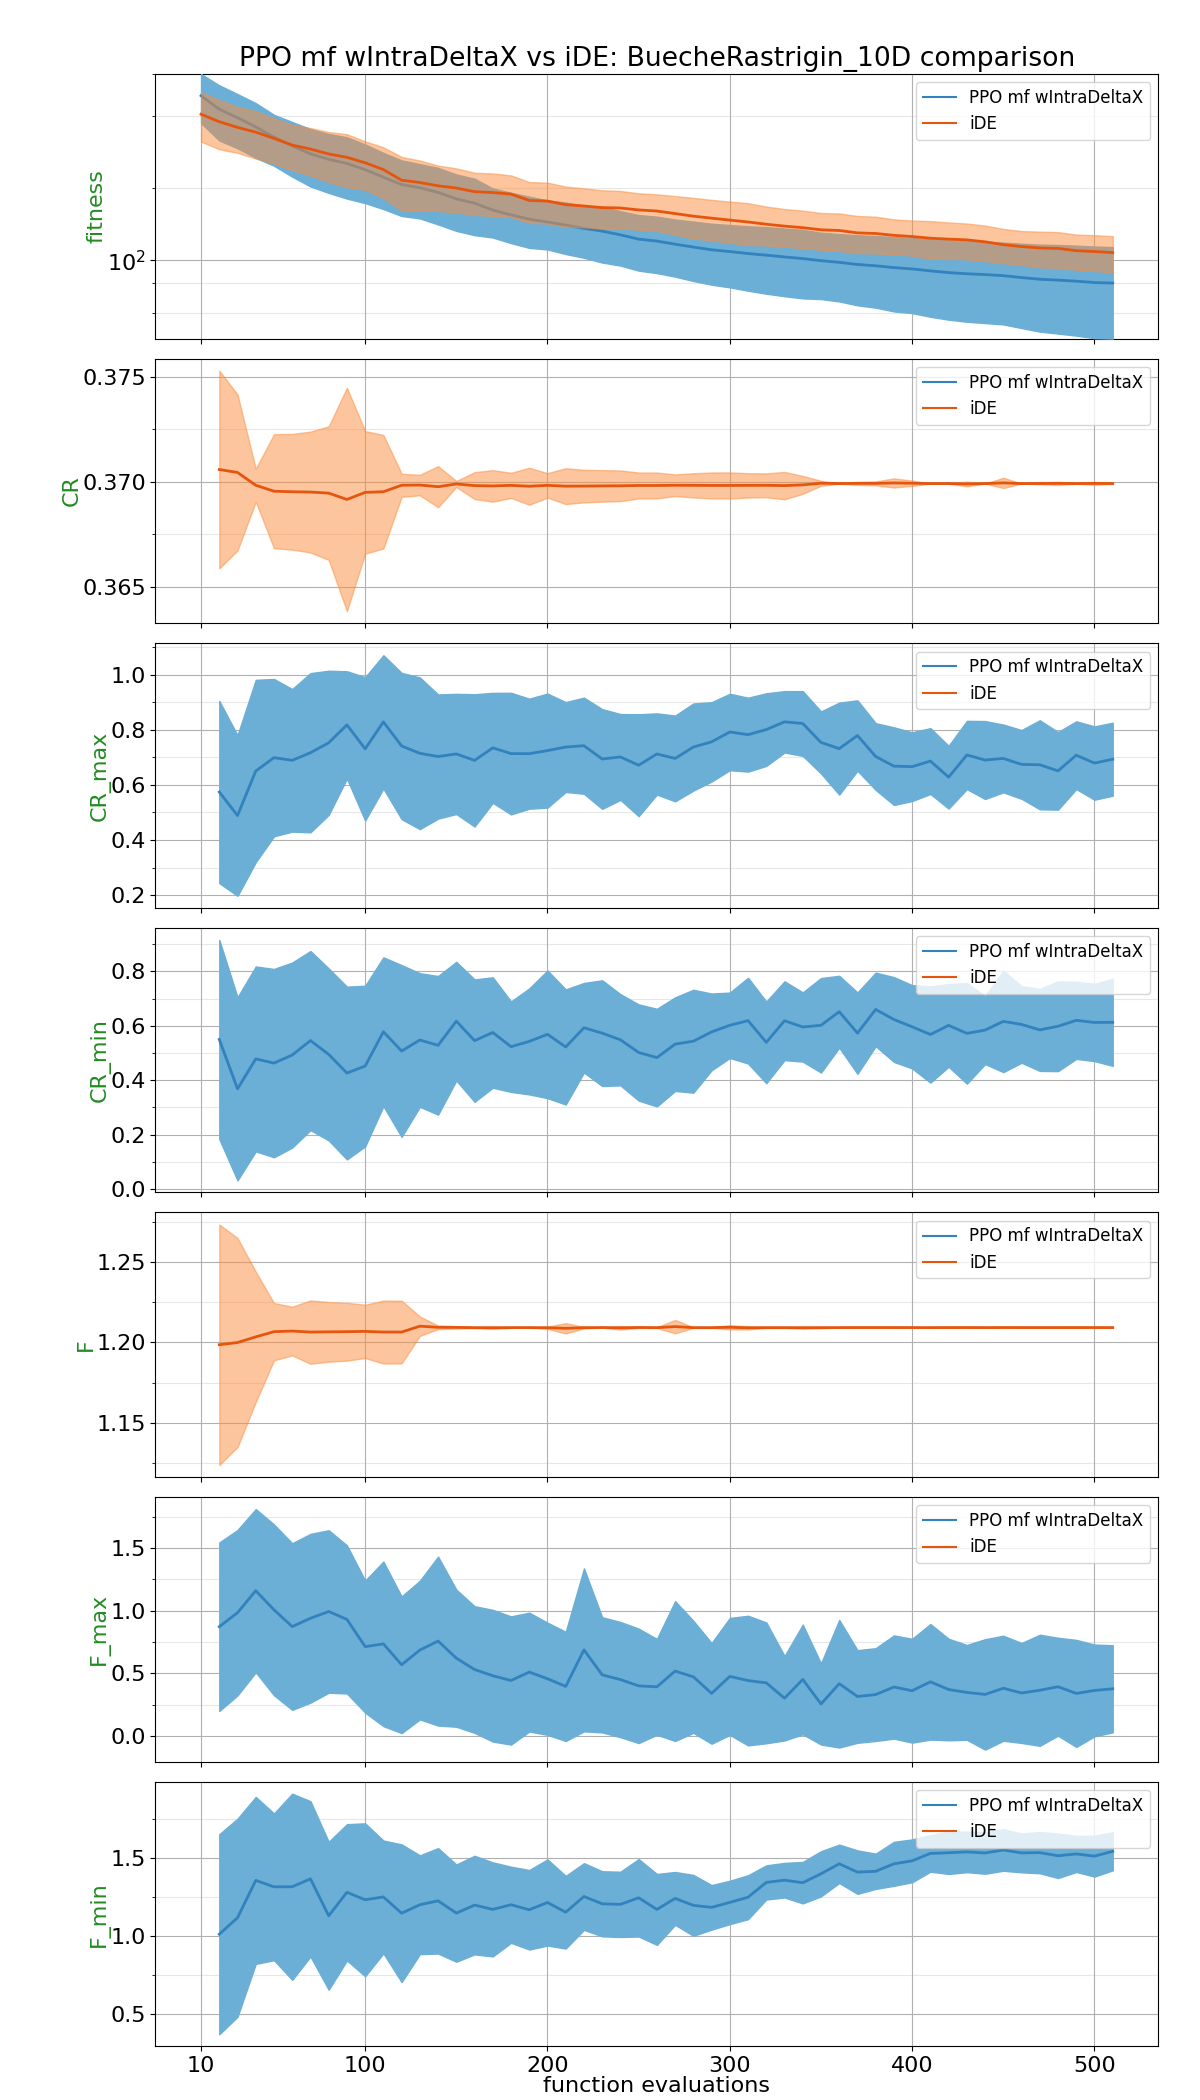 PPO mf wIntraDeltaX vs iDE: BuecheRastrigin_10D comparison
PPO mf wIntraDeltaX
iDE
fitness
10²
PPO mf wIntraDeltaX
iDE
CR
0.375
0.370
0.365
PPO mf wIntraDeltaX
iDE
CR_max
1.0
0.8
0.6
0.4
0.2
PPO mf wIntraDeltaX
iDE
CR_min
0.8
0.6
0.4
0.2
0.0
PPO mf wIntraDeltaX
iDE
F
1.25
1.20
1.15
PPO mf wIntraDeltaX
iDE
F_max
1.5
1.0
0.5
0.0
PPO mf wIntraDeltaX
iDE
F_min
1.5
1.0
0.5
10 100 200 300 400 500
function evaluations